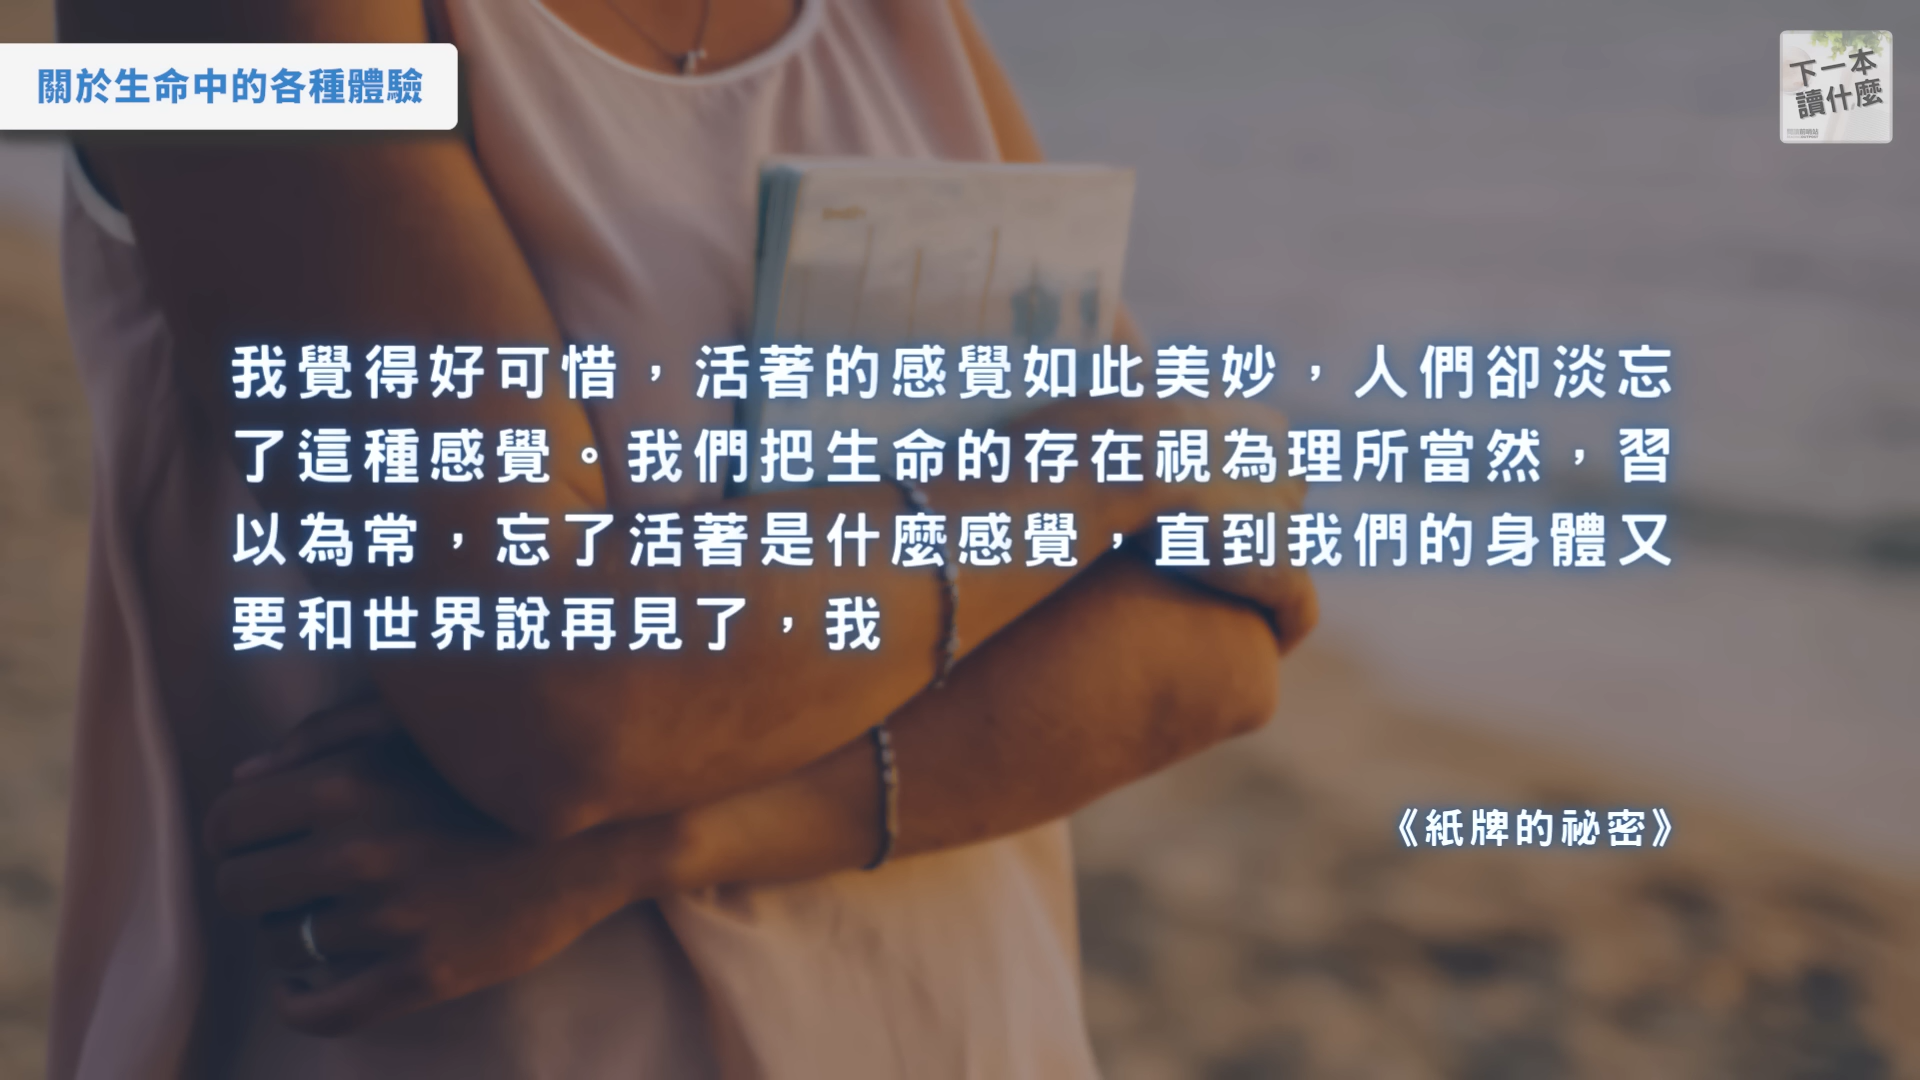 關於生命中的各種體驗
下一本
讀什麼
我覺得好可惜，活著的感覺如此美妙，人們卻淡忘
了這種感覺。我們把生命的存在視為理所當然，習
以為常，忘了活著是什麼感覺，直到我們的身體又
要和世界說再見了，我
《紙牌的祕密》